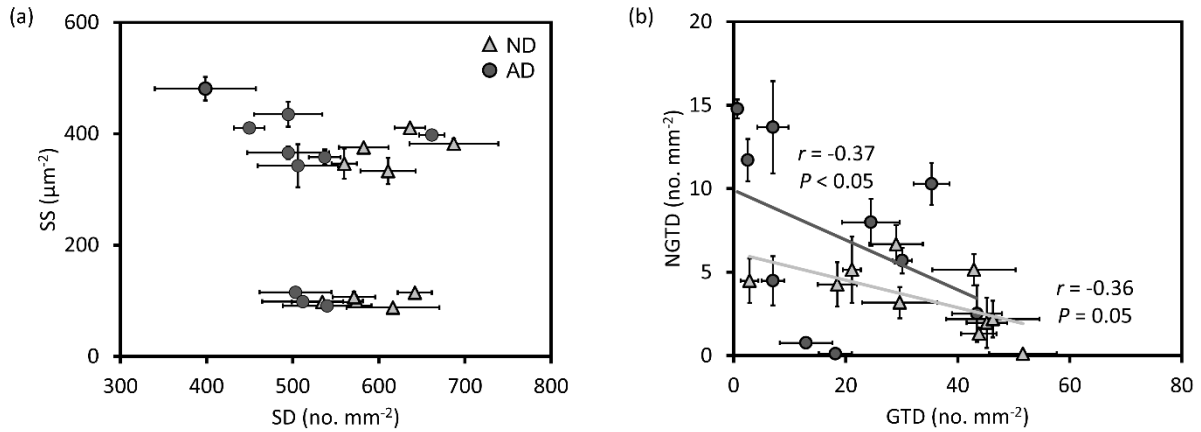 (a)
600
400
200
0
SS (µm⁻²)
300 400 500 600 700 800
SD (no. mm⁻²)
ND
AD
(b)
20
15
10
5
0
NGTD (no. mm⁻²)
0 20 40 60 80
GTD (no. mm⁻²)
r = -0.37
P < 0.05
r = -0.36
P = 0.05